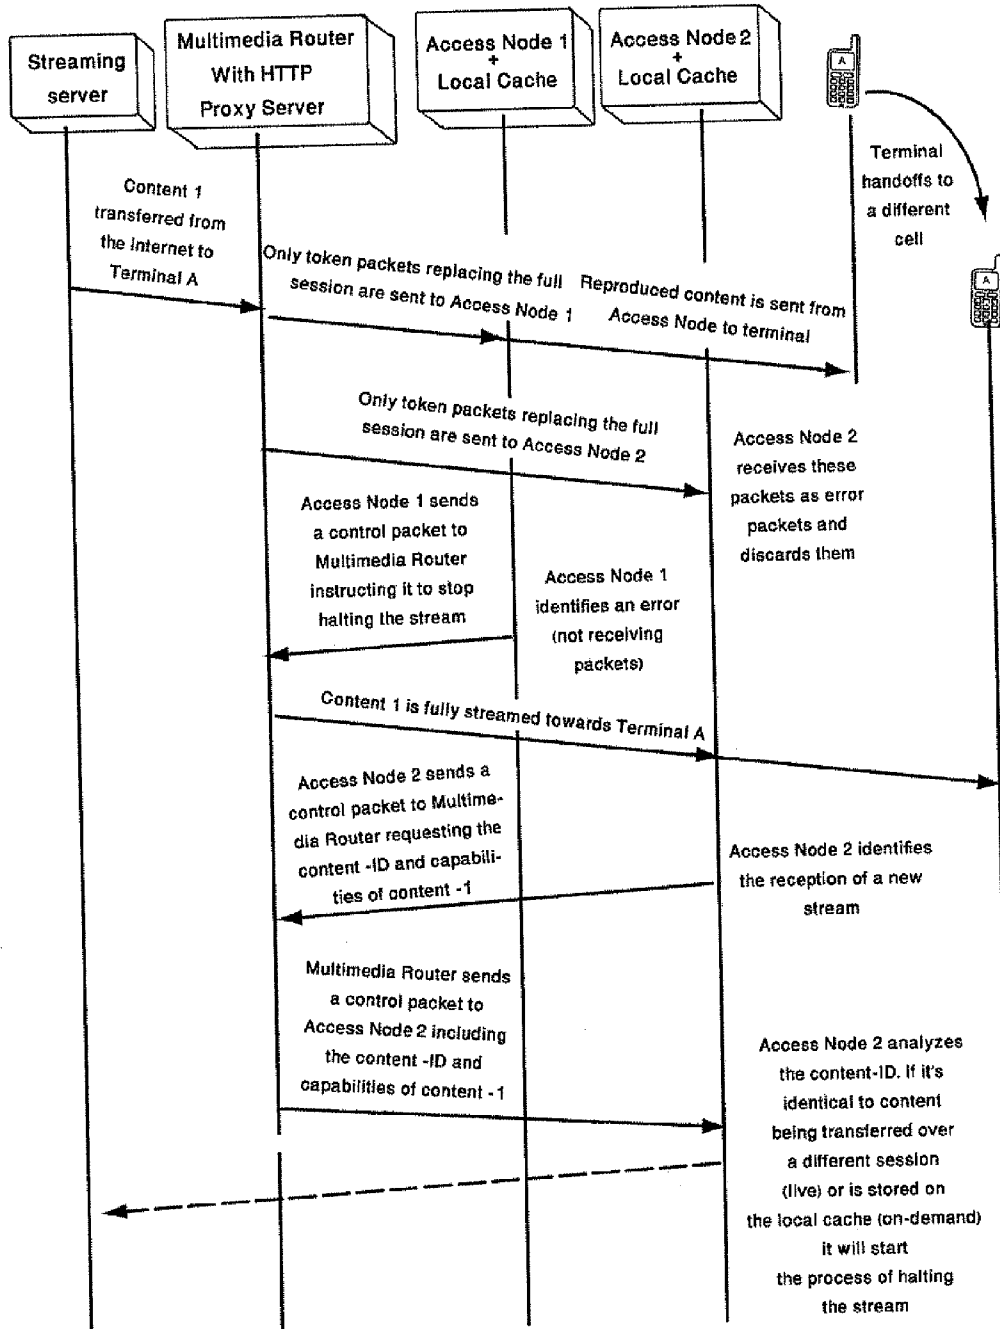 Streaming
server
Multimedia Router
With HTTP
Proxy Server
Access Node 1
+
Local Cache
Access Node 2
+
Local Cache
A
Terminal
handoffs to
a different
cell
A
Content 1
transferred from
the Internet to
Terminal A
Only token packets replacing the full
session are sent to Access Node 1
Reproduced content is sent from
Access Node to terminal
Only token packets replacing the full
session are sent to Access Node 2
Access Node 2
receives these
packets as error
packets and
discards them
Access Node 1 sends
a control packet to
Multimedia Router
instructing it to stop
halting the stream
Access Node 1
identifies an error
(not receiving
packets)
Content 1 is fully streamed towards Terminal A
Access Node 2 sends a
control packet to Multime-
dia Router requesting the
content -ID and capabili-
ties of content -1
Access Node 2 identifies
the reception of a new
stream
Multimedia Router sends
a control packet to
Access Node 2 including
the content -ID and
capabilities of content - 1
Access Node 2 analyzes
the content-ID. If it's
identical to content
being transferred over
a different session
(live) or is stored on
the local cache (on-demand)
it will start
the process of halting
the stream